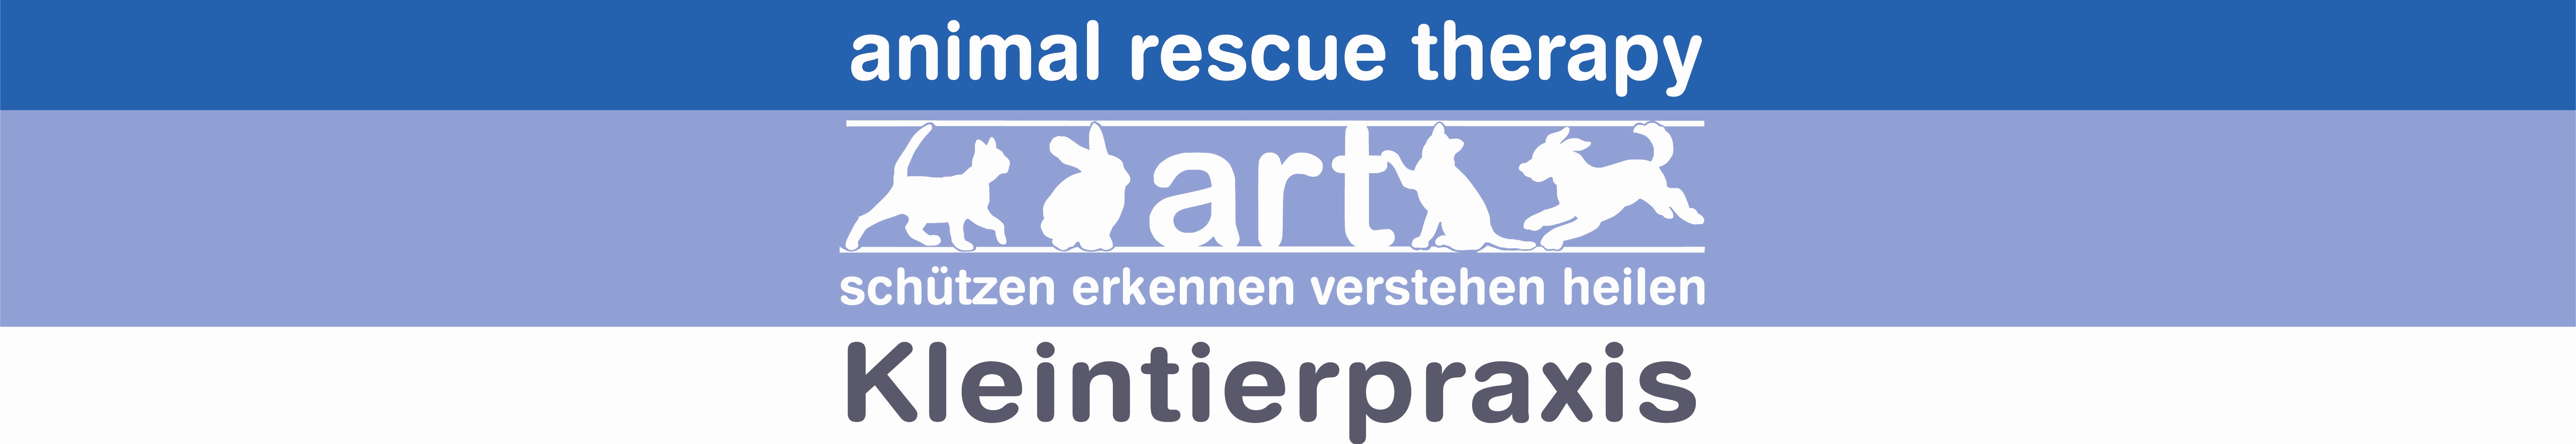 animal rescue therapy
art
schützen erkennen verstehen heilen
Kleintierpraxis